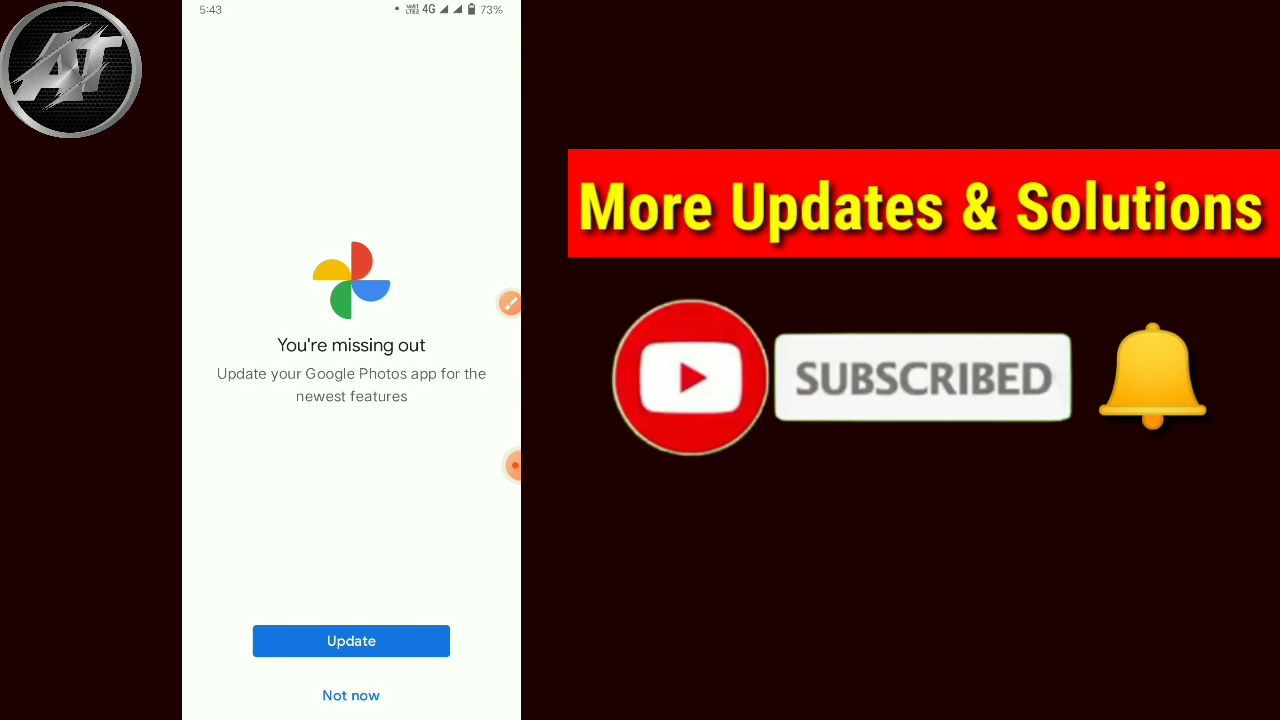 AT
5:43
4G
73%
More Updates & Solutions
SUBSCRIBED
You're missing out
Update your Google Photos app for the
newest features
Update
Not now